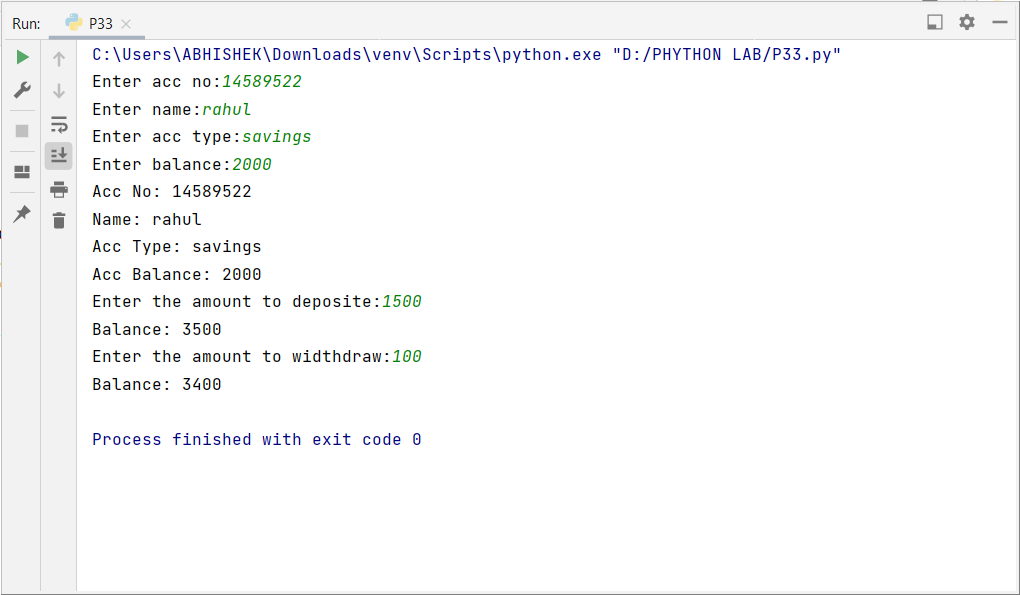 Run: P33
C:\Users\ABHISHEK\Downloads\venv\Scripts\python.exe "D:/PHYTHON LAB/P33.py"
Enter acc no:14589522
Enter name:rahul
Enter acc type:savings
Enter balance:2000
Acc No: 14589522
Name: rahul
Acc Type: savings
Acc Balance: 2000
Enter the amount to deposite:1500
Balance: 3500
Enter the amount to widthdraw:100
Balance: 3400
Process finished with exit code 0